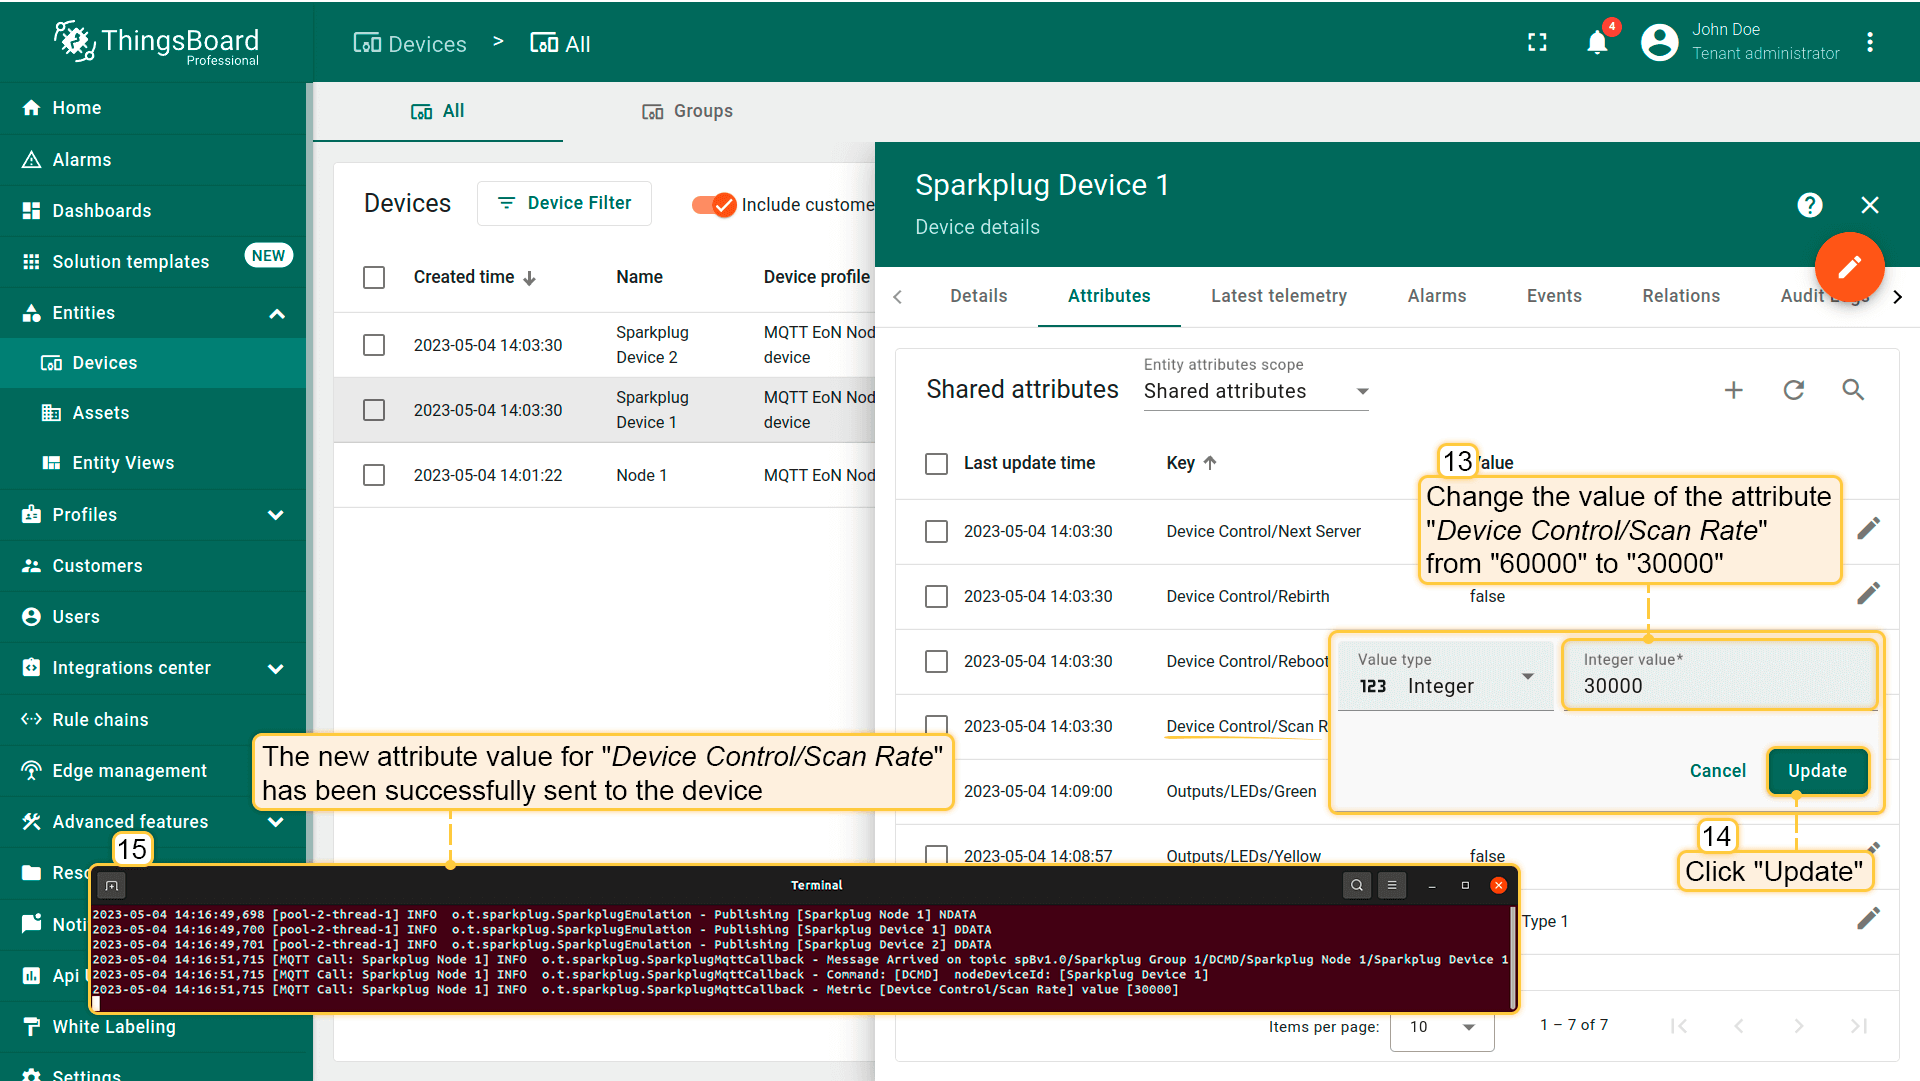 ThingsBoard
Professional
Devices > All
4
John Doe
Tenant administrator
Home
Alarms
Dashboards
Solution templates
NEW
Entities
Devices
Assets
Entity Views
Profiles
Customers
Users
Integrations center
Rule chains
Edge management
Advanced features
Noti
Api
White Labeling
Settings
All
Groups
Devices
Device Filter
Include custome
Created time
Name
Device profile
2023-05-04 14:03:30
Sparkplug
Device 2
MQTT EoN Nod
device
2023-05-04 14:03:30
Sparkplug
Device 1
MQTT EoN Nod
device
2023-05-04 14:01:22
Node 1
MQTT EoN Nod
Sparkplug Device 1
Device details
?
Details
Attributes
Latest telemetry
Alarms
Events
Relations
Audit
Shared attributes
Entity attributes scope
Shared attributes
Last update time
Key
alue
13
Change the value of the attribute
"Device Control/Scan Rate"
from "60000" to "30000"
2023-05-04 14:03:30
Device Control/Next Server
2023-05-04 14:03:30
Device Control/Rebirth
false
2023-05-04 14:03:30
Device Control/Reboot
2023-05-04 14:03:30
Device Control/Scan R
2023-05-04 14:09:00
Outputs/LEDs/Green
2023-05-04 14:08:57
Outputs/LEDs/Yellow
false
Type 1
Value type
123 Integer
Integer value*
30000
Cancel
Update
14
Click "Update"
The new attribute value for "Device Control/Scan Rate"
has been successfully sent to the device
15
Terminal
2023-05-04 14:16:49,698 [pool-2-thread-1] INFO  o.t.sparkplug.SparkplugEmulation - Publishing [Sparkplug Node 1] NDATA
2023-05-04 14:16:49,700 [pool-2-thread-1] INFO  o.t.sparkplug.SparkplugEmulation - Publishing [Sparkplug Device 1] DDATA
2023-05-04 14:16:49,701 [pool-2-thread-1] INFO  o.t.sparkplug.SparkplugEmulation - Publishing [Sparkplug Device 2] DDATA
2023-05-04 14:16:51,715 [MQTT Call: Sparkplug Node 1] INFO  o.t.sparkplug.SparkplugMqttCallback - Message Arrived on topic spBv1.0/Sparkplug Group 1/DCMD/Sparkplug Node 1/Sparkplug Device 1
2023-05-04 14:16:51,715 [MQTT Call: Sparkplug Node 1] INFO  o.t.sparkplug.SparkplugMqttCallback - Command: [DCMD]  nodeDeviceId: [Sparkplug Device 1]
2023-05-04 14:16:51,715 [MQTT Call: Sparkplug Node 1] INFO  o.t.sparkplug.SparkplugMqttCallback - Metric [Device Control/Scan Rate] value [30000]
Items per page:
10
1 – 7 of 7